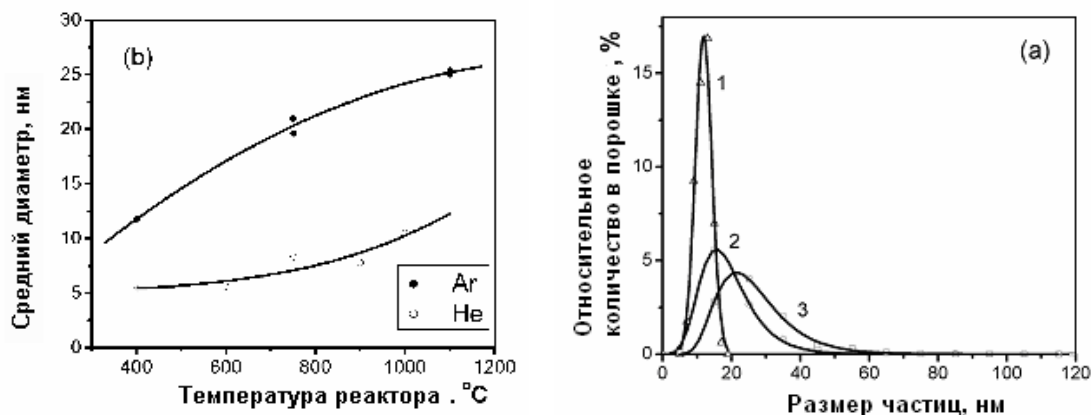 30
25
20
15
10
5
0
Средний диаметр, нм
(b)
Ar
He
400 600 800 1000 1200
Температура реактора . °C
15
10
5
0
Относительное
количество в порошке , %
(a)
1
2
3
0 20 40 60 80 100 120
Размер частиц, нм